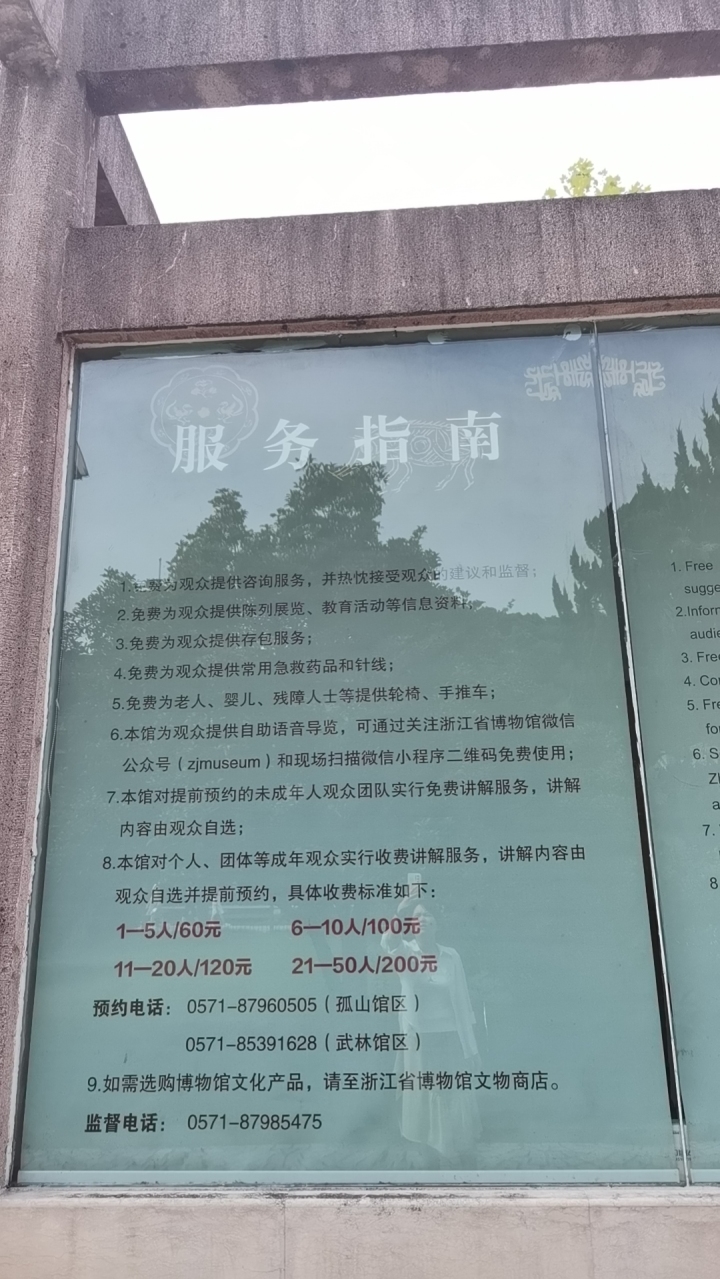 服务指南
1.免费为观众提供咨询服务，并热忱接受观众的建议和监督；
2.免费为观众提供陈列展览、教育活动等信息资料；
3.免费为观众提供存包服务；
4.免费为观众提供常用急救药品和针线；
5.免费为老人、婴儿、残障人士等提供轮椅、手推车；
6.本馆为观众提供自助语音导览，可通过关注浙江省博物馆微信
公众号（zjmuseum）和现场扫描微信小程序二维码免费使用；
7.本馆对提前预约的未成年人观众团队实行免费讲解服务，讲解
内容由观众自选；
8.本馆对个人、团体等成年观众实行收费讲解服务，讲解内容由
观众自选并提前预约，具体收费标准如下：
1—5人/60元 6—10人/100元
11—20人/120元 21—50人/200元
预约电话： 0571–87960505（孤山馆区）
0571–85391628（武林馆区）
9.如需选购博物馆文化产品，请至浙江省博物馆文物商店。
监督电话： 0571–87985475
1. Free
2.
3.
4.
5.
6.
7.
8